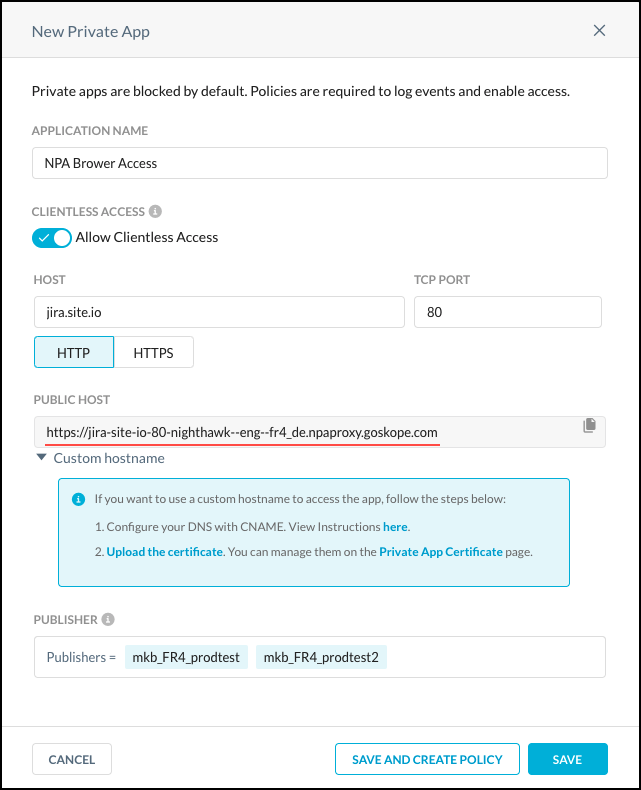 New Private App
Private apps are blocked by default. Policies are required to log events and enable access.
APPLICATION NAME
NPA Brower Access
CLIENTLESS ACCESS
Allow Clientless Access
HOST
TCP PORT
jira.site.io
80
HTTP
HTTPS
PUBLIC HOST
https://jira-site-io-80-nighthawk--eng--fr4_de.npaproxy.goskope.com
Custom hostname
If you want to use a custom hostname to access the app, follow the steps below:
1. Configure your DNS with CNAME. View Instructions here.
2. Upload the certificate. You can manage them on the Private App Certificate page.
PUBLISHER
Publishers = mkb_FR4_prodtest mkb_FR4_prodtest2
CANCEL
SAVE AND CREATE POLICY
SAVE